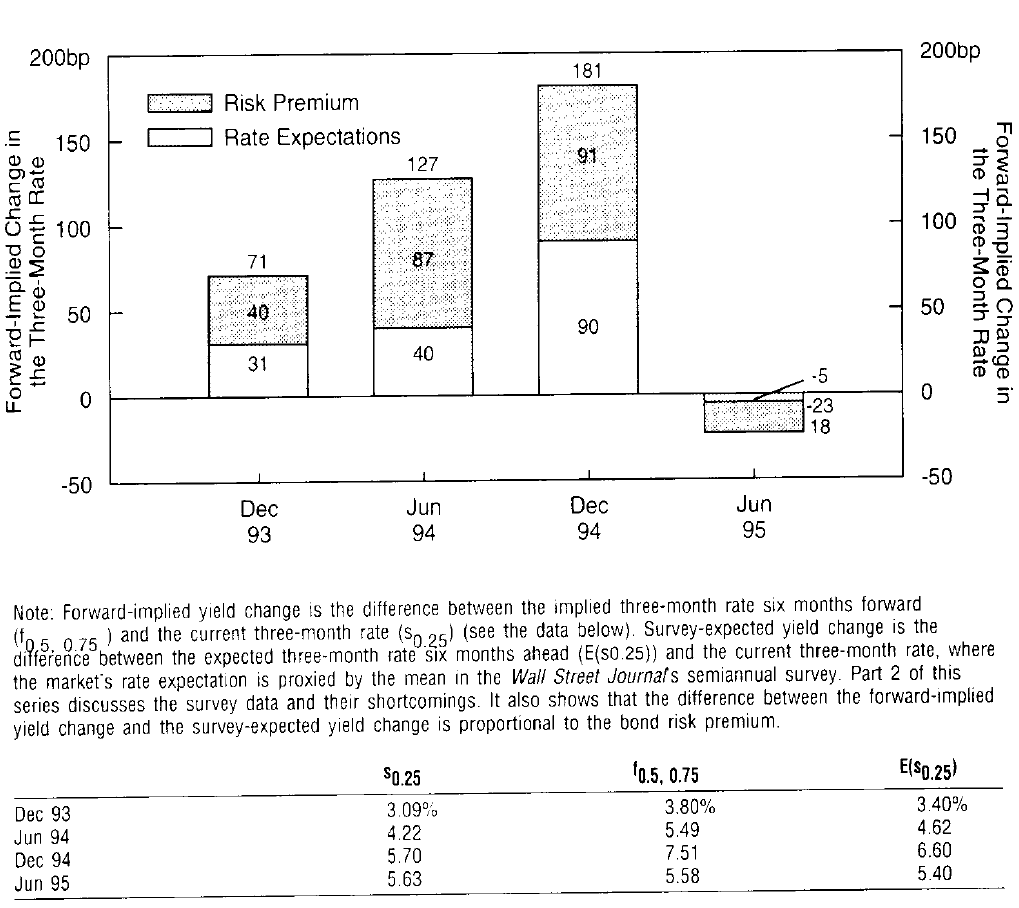 200bp
200bp
181
Risk Premium
Rate Expectations
150
150
127
91
100
100
87
71
50
50
40
90
40
31
-5
0
0
-23
18
-50
-50
Forward-Implied Change in
the Three-Month Rate
Forward-Implied Change in
the Three-Month Rate
Dec
93
Jun
94
Dec
94
Jun
95
Note: Forward-implied yield change is the difference between the implied three-month rate six months forward
(f0.5, 0.75 ) and the current three-month rate (s0.25) (see the data below). Survey-expected yield change is the
difference between the expected three-month rate six months ahead (E(s0.25)) and the current three-month rate, where
the market's rate expectation is proxied by the mean in the Wall Street Journal's semiannual survey. Part 2 of this
series discusses the survey data and their shortcomings. It also shows that the difference between the forward-implied
yield change and the survey-expected yield change is proportional to the bond risk premium.
s0.25 f0.5, 0.75 E(s0.25)
Dec 93 3.09% 3.80% 3.40%
Jun 94 4.22 5.49 4.62
Dec 94 5.70 7.51 6.60
Jun 95 5.63 5.58 5.40